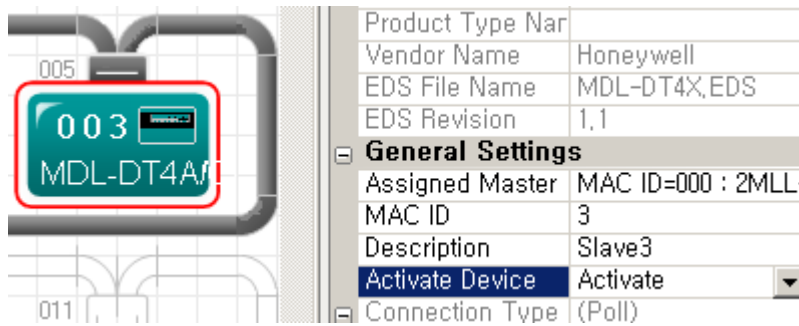 005
003
MDL-DT4A/
011
Product Type Nar
Vendor Name Honeywell
EDS File Name MDL-DT4X,EDS
EDS Revision 1,1
General Settings
Assigned Master MAC ID=000 : 2MLL
MAC ID 3
Description Slave3
Activate Device Activate
Connection Type (Poll)